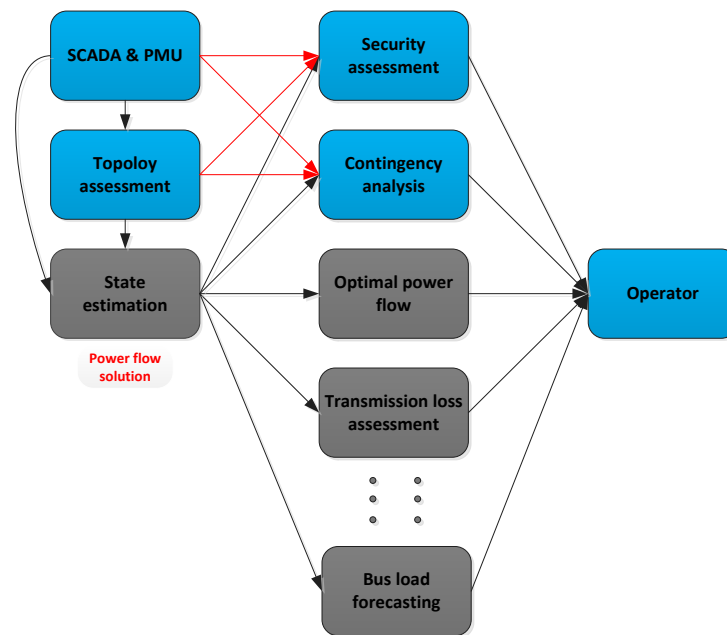 SCADA & PMU
Topoloy
assessment
State
estimation
Power flow
solution
Security
assessment
Contingency
analysis
Optimal power
flow
Transmission loss
assessment
Bus load
forecasting
Operator